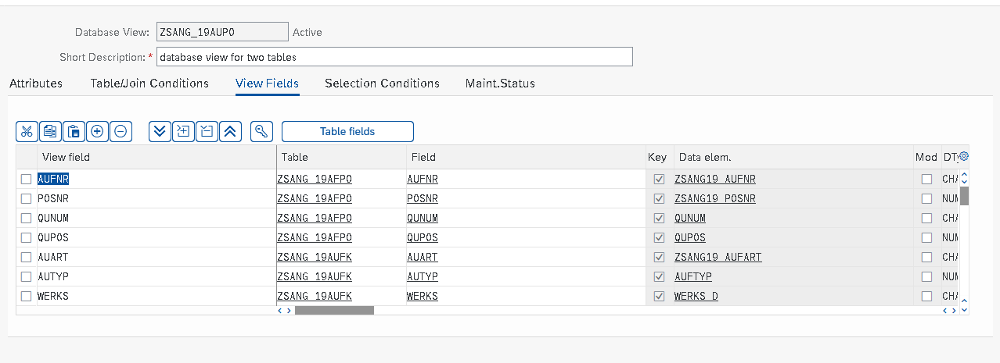 Database View: ZSANG_19AUPO Active
Short Description: * database view for two tables
Attributes Table/Join Conditions View Fields Selection Conditions Maint.Status
Table fields
View field Table Field Key Data elem. Mod DTy
AUFNR ZSANG_19AFPO AUFNR ZSANG19_AUFNR CHA
POSNR ZSANG_19AFPO POSNR ZSANG19_POSNR NUM
QUNUM ZSANG_19AFPO QUNUM QUNUM CHA
QUPOS ZSANG_19AFPO QUPOS QUPOS NUM
AUART ZSANG_19AUFK AUART ZSANG19_AUFART CHA
AUTYP ZSANG_19AUFK AUTYP AUFTYP NUM
WERKS ZSANG_19AUFK WERKS WERKS_D CHA